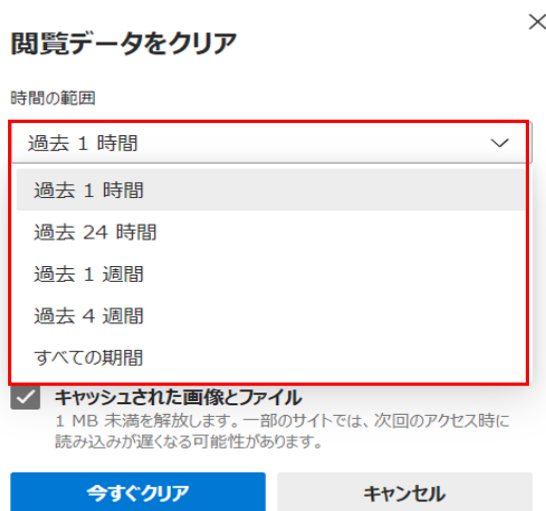 閲覧データをクリア
時間の範囲
過去 1 時間
過去 1 時間
過去 24 時間
過去 1 週間
過去 4 週間
すべての期間
キャッシュされた画像とファイル
1 MB 未満を解放します。一部のサイトでは、次回のアクセス時に
読み込みが遅くなる可能性があります。
今すぐクリア
キャンセル